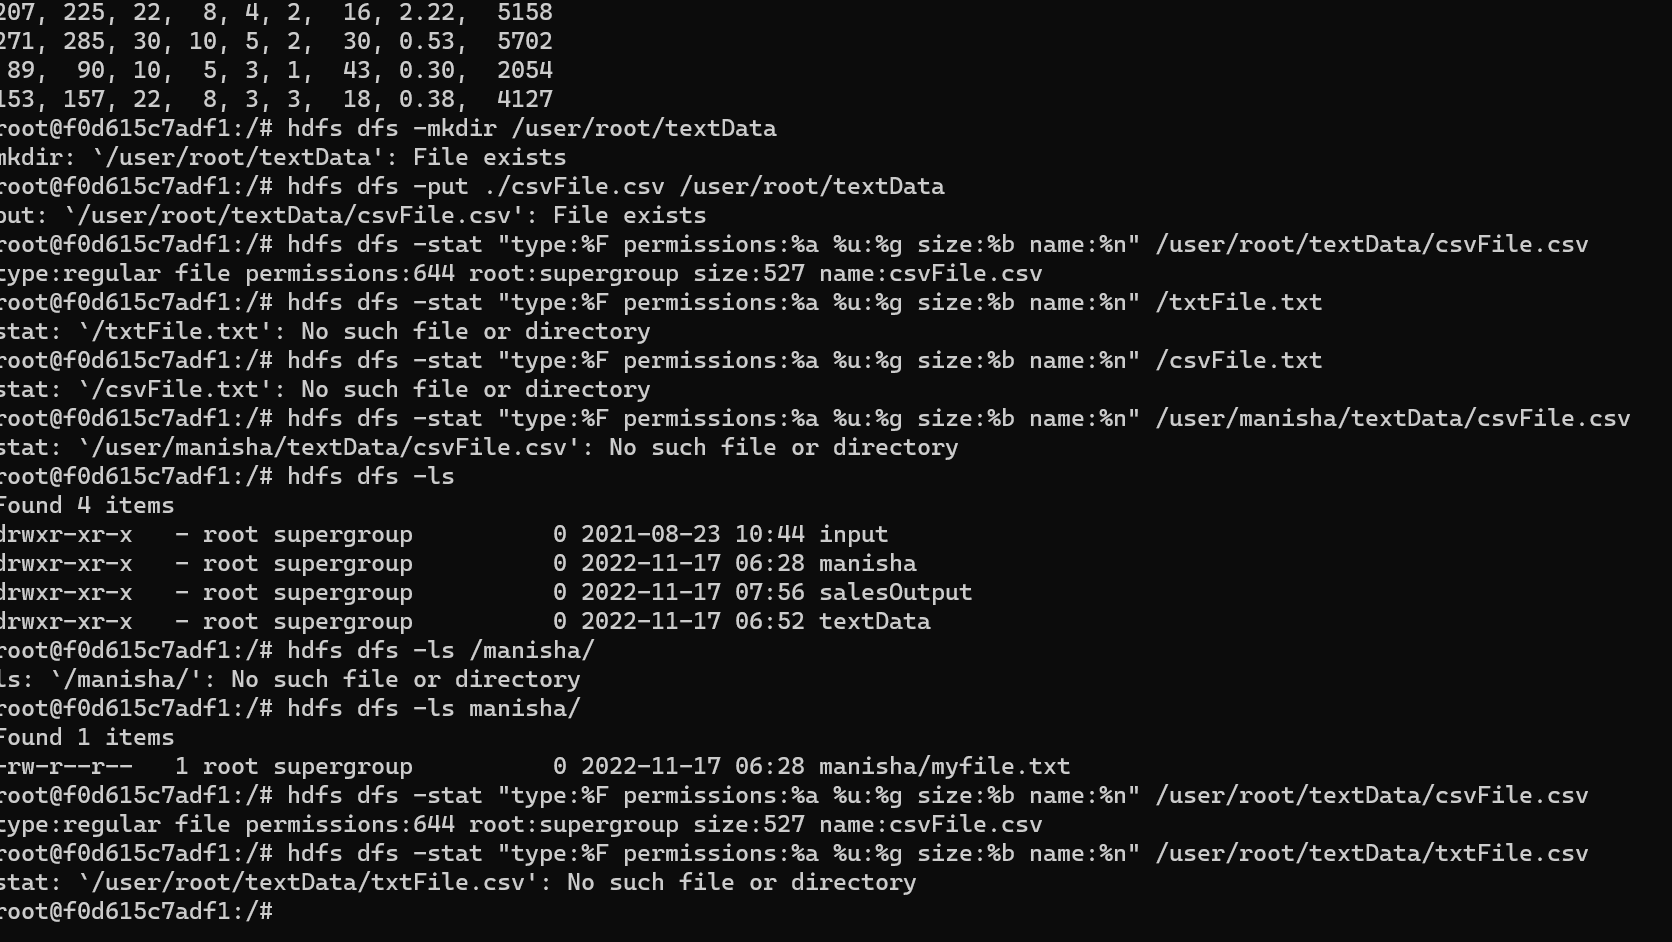 207, 225, 22,  8, 4, 2,  16, 2.22,  5158
271, 285, 30, 10, 5, 2,  30, 0.53,  5702
 89,  90, 10,  5, 3, 1,  43, 0.30,  2054
153, 157, 22,  8, 3, 3,  18, 0.38,  4127
root@f0d615c7adf1:/# hdfs dfs -mkdir /user/root/textData
mkdir: `/user/root/textData': File exists
root@f0d615c7adf1:/# hdfs dfs -put ./csvFile.csv /user/root/textData
put: `/user/root/textData/csvFile.csv': File exists
root@f0d615c7adf1:/# hdfs dfs -stat "type:%F permissions:%a %u:%g size:%b name:%n" /user/root/textData/csvFile.csv
type:regular file permissions:644 root:supergroup size:527 name:csvFile.csv
root@f0d615c7adf1:/# hdfs dfs -stat "type:%F permissions:%a %u:%g size:%b name:%n" /txtFile.txt
stat: `/txtFile.txt': No such file or directory
root@f0d615c7adf1:/# hdfs dfs -stat "type:%F permissions:%a %u:%g size:%b name:%n" /csvFile.txt
stat: `/csvFile.txt': No such file or directory
root@f0d615c7adf1:/# hdfs dfs -stat "type:%F permissions:%a %u:%g size:%b name:%n" /user/manisha/textData/csvFile.csv
stat: `/user/manisha/textData/csvFile.csv': No such file or directory
root@f0d615c7adf1:/# hdfs dfs -ls
Found 4 items
drwxr-xr-x   - root supergroup          0 2021-08-23 10:44 input
drwxr-xr-x   - root supergroup          0 2022-11-17 06:28 manisha
drwxr-xr-x   - root supergroup          0 2022-11-17 07:56 salesOutput
drwxr-xr-x   - root supergroup          0 2022-11-17 06:52 textData
root@f0d615c7adf1:/# hdfs dfs -ls /manisha/
ls: `/manisha/': No such file or directory
root@f0d615c7adf1:/# hdfs dfs -ls manisha/
Found 1 items
-rw-r--r--   1 root supergroup          0 2022-11-17 06:28 manisha/myfile.txt
root@f0d615c7adf1:/# hdfs dfs -stat "type:%F permissions:%a %u:%g size:%b name:%n" /user/root/textData/csvFile.csv
type:regular file permissions:644 root:supergroup size:527 name:csvFile.csv
root@f0d615c7adf1:/# hdfs dfs -stat "type:%F permissions:%a %u:%g size:%b name:%n" /user/root/textData/txtFile.csv
stat: `/user/root/textData/txtFile.csv': No such file or directory
root@f0d615c7adf1:/#